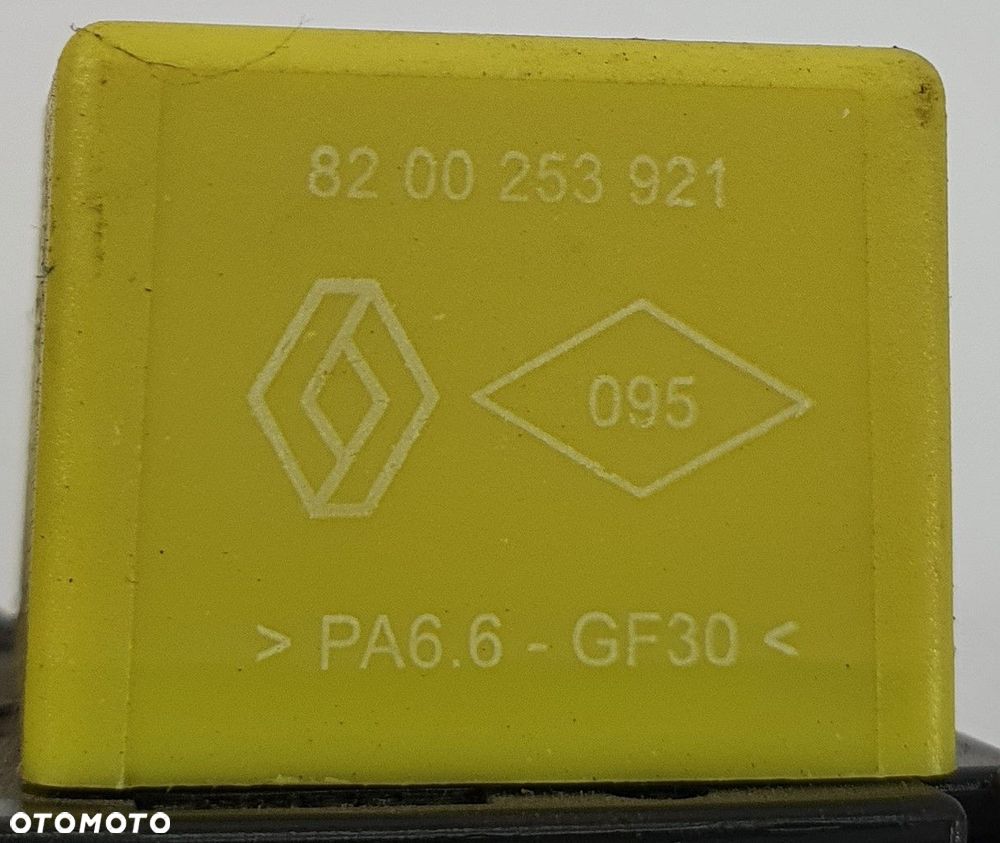 82 00 253 921
095
> PA6.6 - GF30 <
OTOMOTO